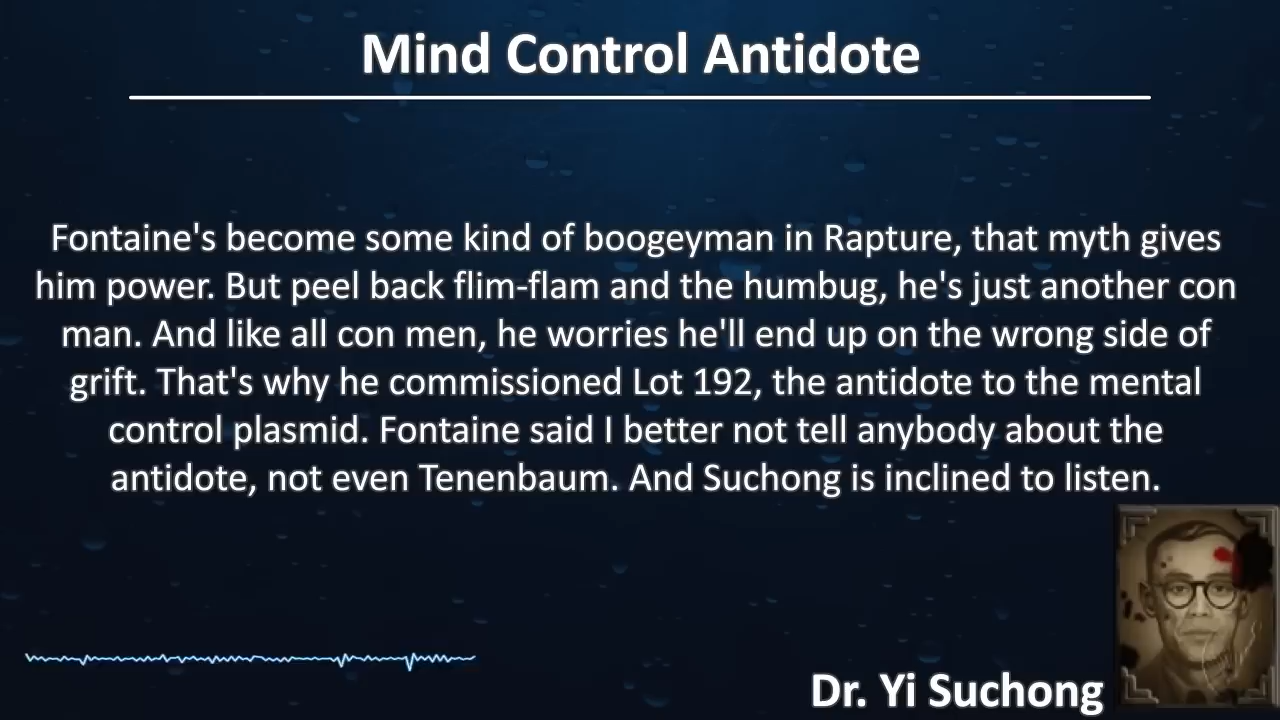 Mind Control Antidote
Fontaine's become some kind of boogeyman in Rapture, that myth gives
him power. But peel back flim-flam and the humbug, he's just another con
man. And like all con men, he worries he'll end up on the wrong side of
grift. That's why he commissioned Lot 192, the antidote to the mental
control plasmid. Fontaine said I better not tell anybody about the
antidote, not even Tenenbaum. And Suchong is inclined to listen.
Dr. Yi Suchong